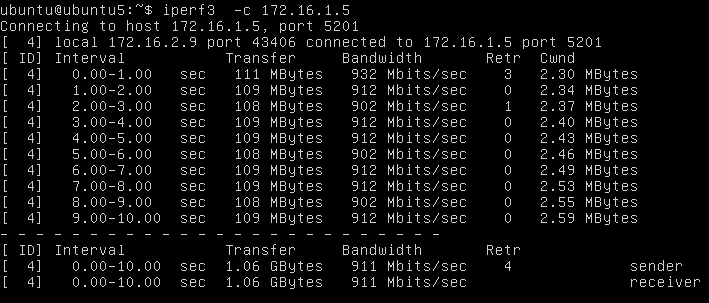 ubuntu@ubuntu5:~$ iperf3  -c 172.16.1.5
Connecting to host 172.16.1.5, port 5201
[  4] local 172.16.2.9 port 43406 connected to 172.16.1.5 port 5201
[ ID] Interval           Transfer     Bandwidth       Retr  Cwnd
[  4]   0.00-1.00   sec   111 MBytes   932 Mbits/sec    3   2.30 MBytes
[  4]   1.00-2.00   sec   109 MBytes   912 Mbits/sec    0   2.34 MBytes
[  4]   2.00-3.00   sec   108 MBytes   902 Mbits/sec    1   2.37 MBytes
[  4]   3.00-4.00   sec   109 MBytes   912 Mbits/sec    0   2.40 MBytes
[  4]   4.00-5.00   sec   109 MBytes   912 Mbits/sec    0   2.43 MBytes
[  4]   5.00-6.00   sec   108 MBytes   902 Mbits/sec    0   2.46 MBytes
[  4]   6.00-7.00   sec   109 MBytes   912 Mbits/sec    0   2.49 MBytes
[  4]   7.00-8.00   sec   109 MBytes   912 Mbits/sec    0   2.53 MBytes
[  4]   8.00-9.00   sec   108 MBytes   902 Mbits/sec    0   2.55 MBytes
[  4]   9.00-10.00  sec   109 MBytes   912 Mbits/sec    0   2.59 MBytes
- - - - - - - - - - - - - - - - - - - - - - - - -
[ ID] Interval           Transfer     Bandwidth       Retr
[  4]   0.00-10.00  sec  1.06 GBytes   911 Mbits/sec    4             sender
[  4]   0.00-10.00  sec  1.06 GBytes   911 Mbits/sec                  receiver